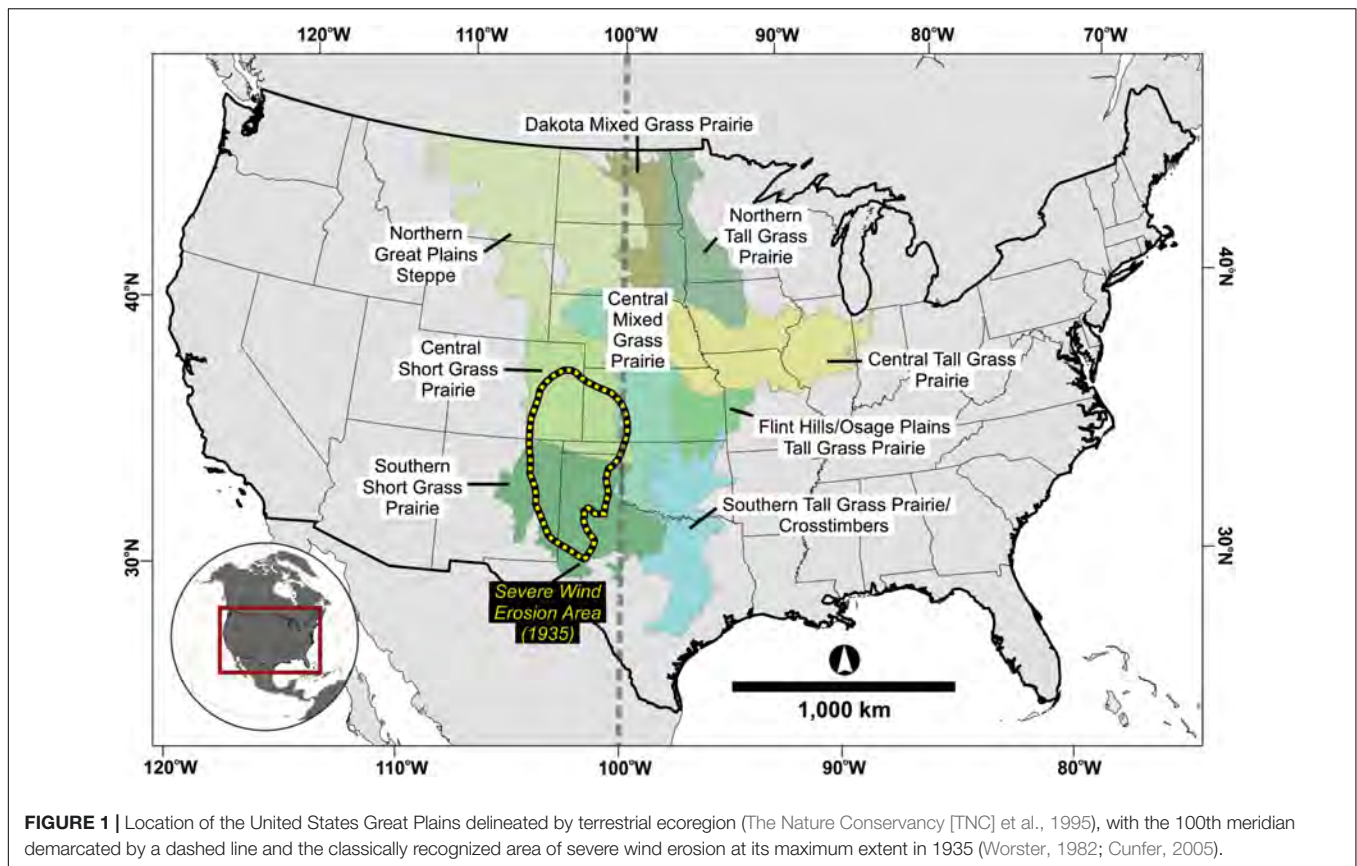 120°W 110°W 100°W 90°W 80°W 70°W
Dakota Mixed Grass Prairie
Northern
Great Plains
Steppe
Northern
Tall Grass
Prairie
40°N
40°N
Central
Mixed
Grass
Prairie
Central
Short Grass
Prairie
Central Tall Grass
Prairie
Flint Hills/Osage Plains
Tall Grass Prairie
Southern
Short Grass
Prairie
Southern Tall Grass Prairie/
Crosstimbers
30°N
30°N
Severe Wind
Erosion Area
(1935)
1,000 km
120°W 110°W 100°W 90°W 80°W
FIGURE 1 | Location of the United States Great Plains delineated by terrestrial ecoregion (The Nature Conservancy [TNC] et al., 1995), with the 100th meridian
demarcated by a dashed line and the classically recognized area of severe wind erosion at its maximum extent in 1935 (Worster, 1982; Cunfer, 2005).